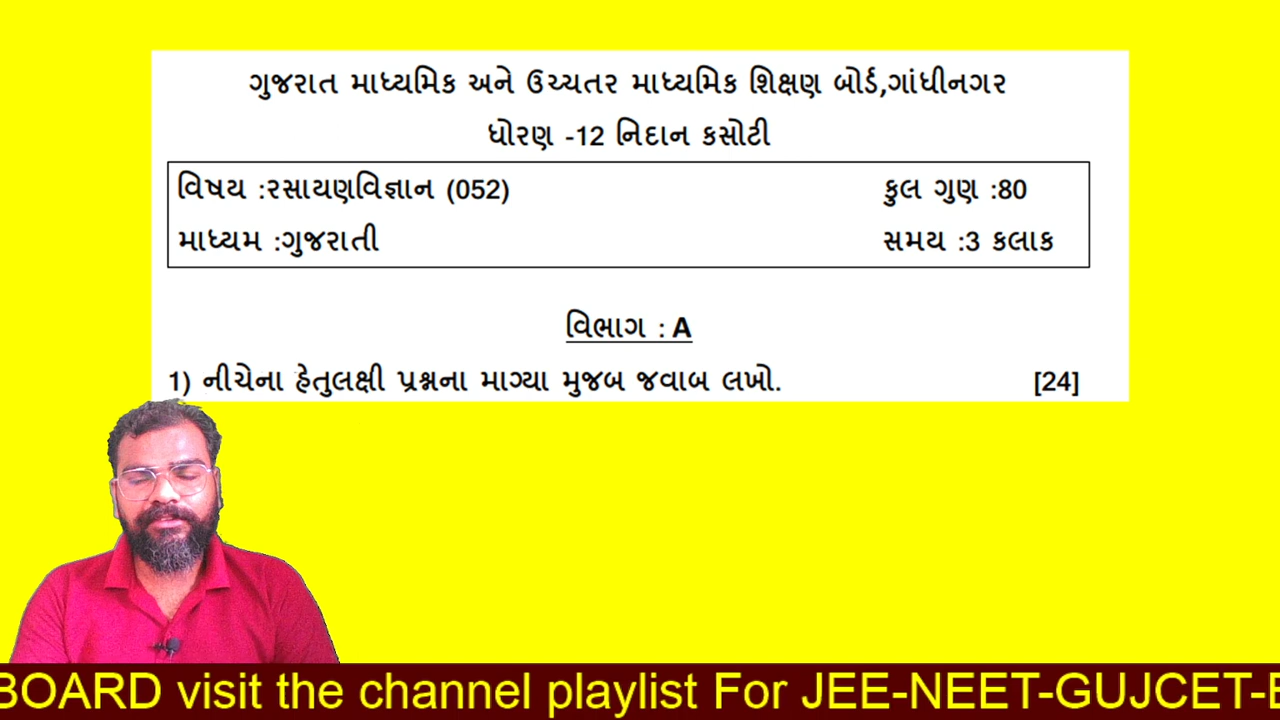 ગુજરાત માધ્યમિક અને ઉચ્ચતર માધ્યમિક શિક્ષણ બોર્ડ,ગાંધીનગર
ધોરણ -12 નિદાન કસોટી
વિષય :રસાયણવિજ્ઞાન (052) કુલ ગુણ :80
માધ્યમ :ગુજરાતી સમય :3 કલાક
વિભાગ : A
1) નીચેના હેતુલક્ષી પ્રશ્નના માગ્યા મુજબ જવાબ લખો. [24]
BOARD visit the channel playlist For JEE-NEET-GUJCET-